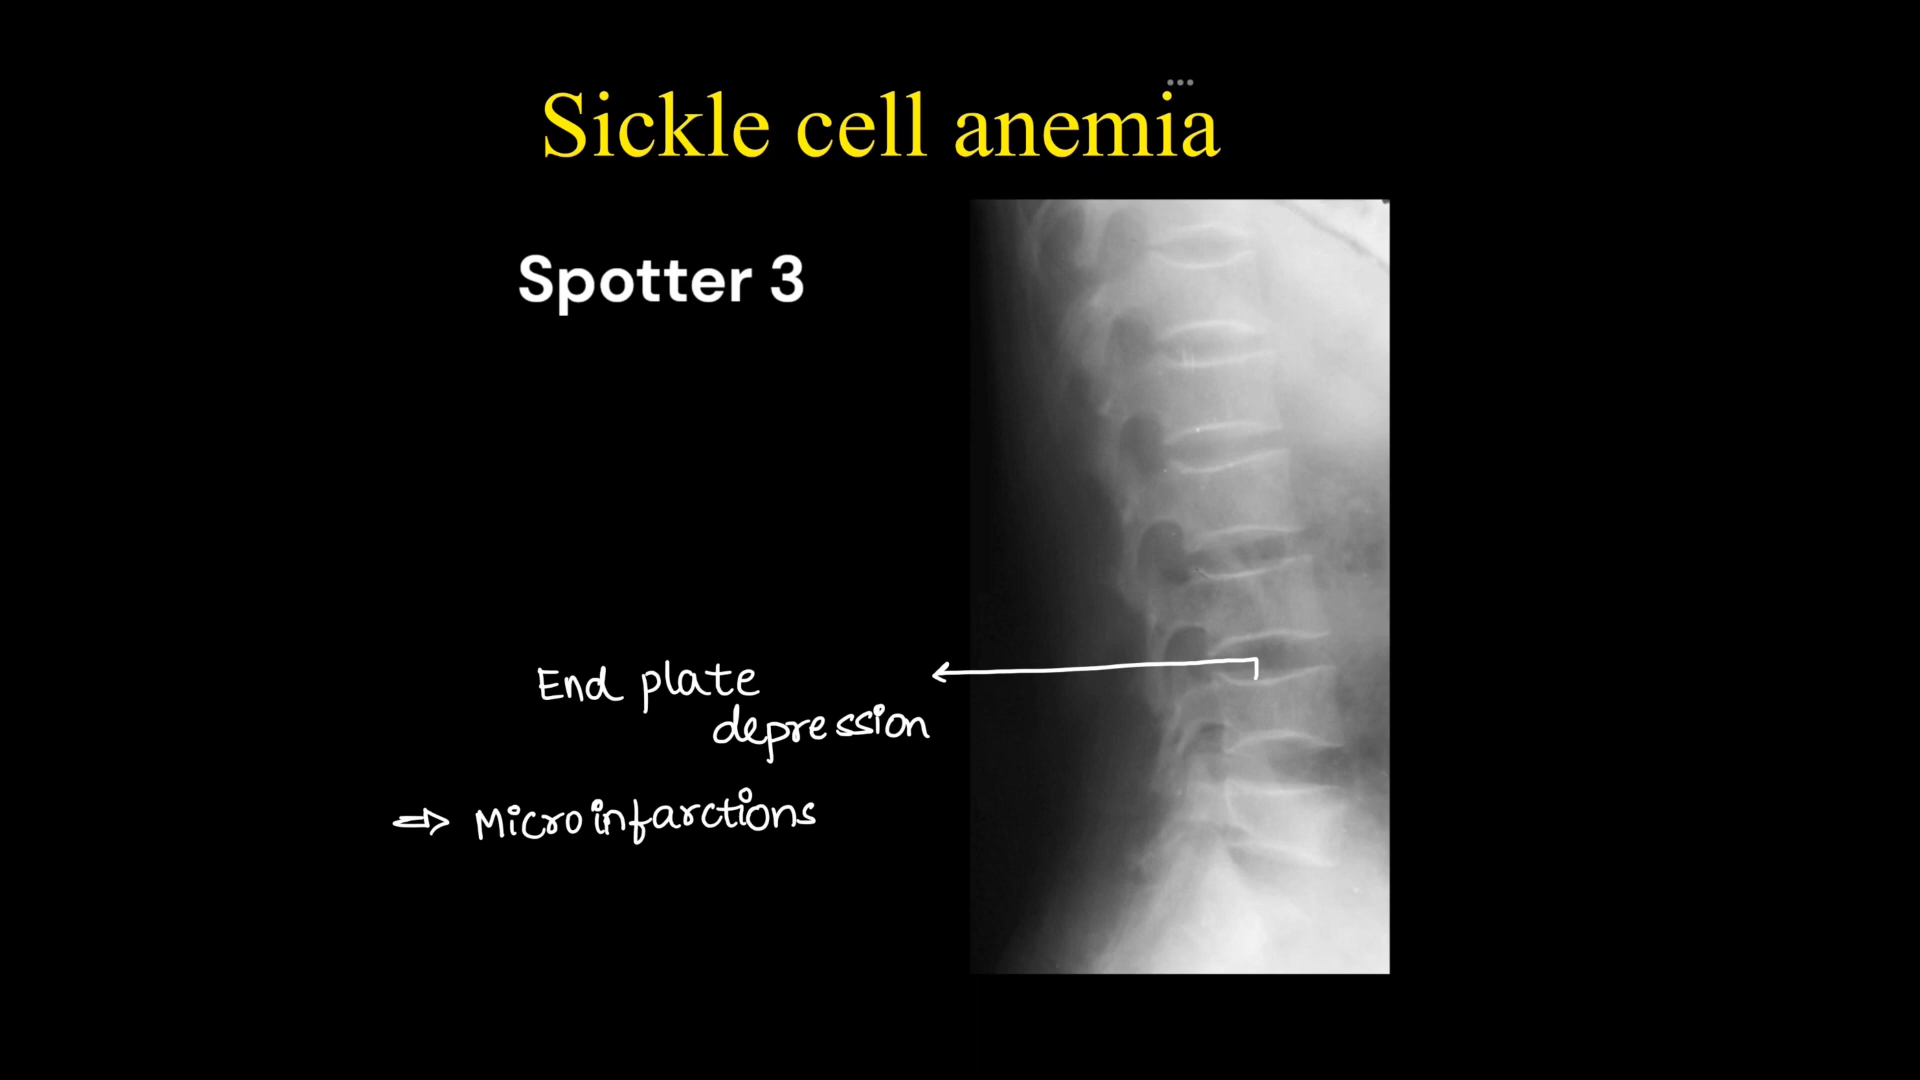 Sickle cell anemia
Spotter 3
End plate
depression
⇒ Microinfarctions